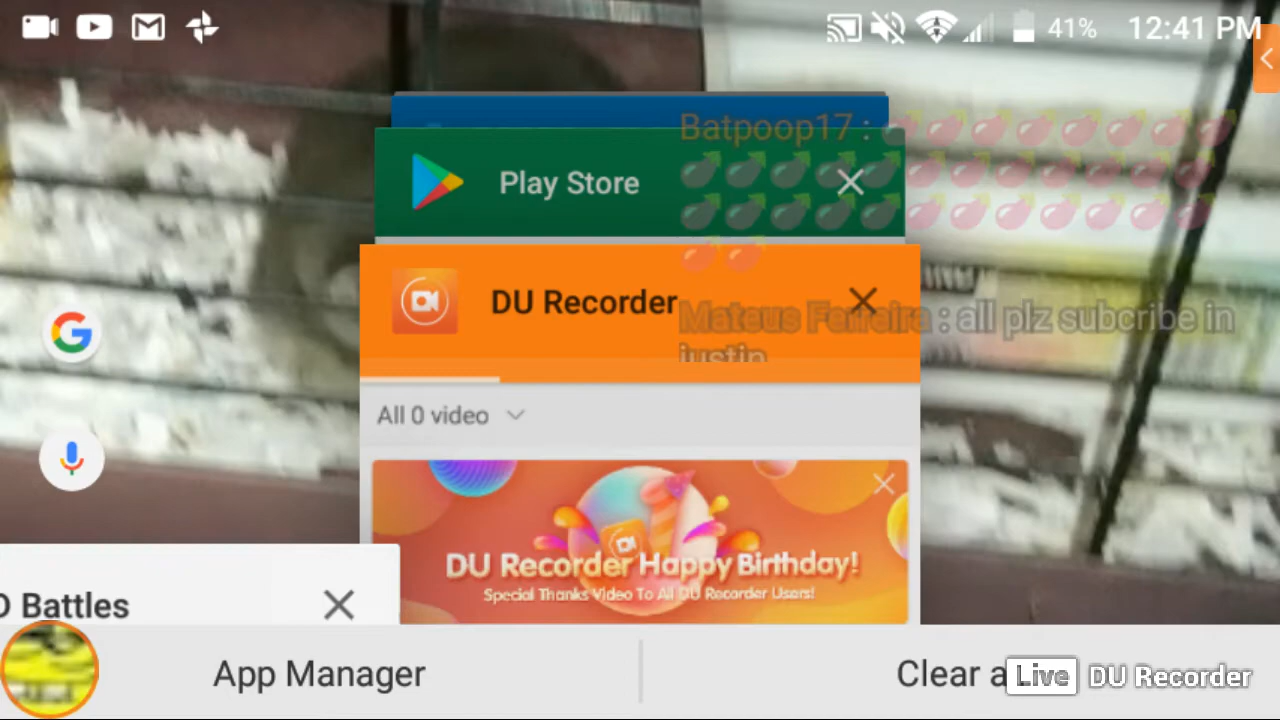 41% 12:41 PM
Batpoop17 :
Play Store
DU Recorder
Mateus Ferreira : all plz subcribe in
justin
All 0 video
DU Recorder Happy Birthday!
Special Thanks Video To All DU Recorder Users!
D Battles
App Manager
Clear a
Live DU Recorder